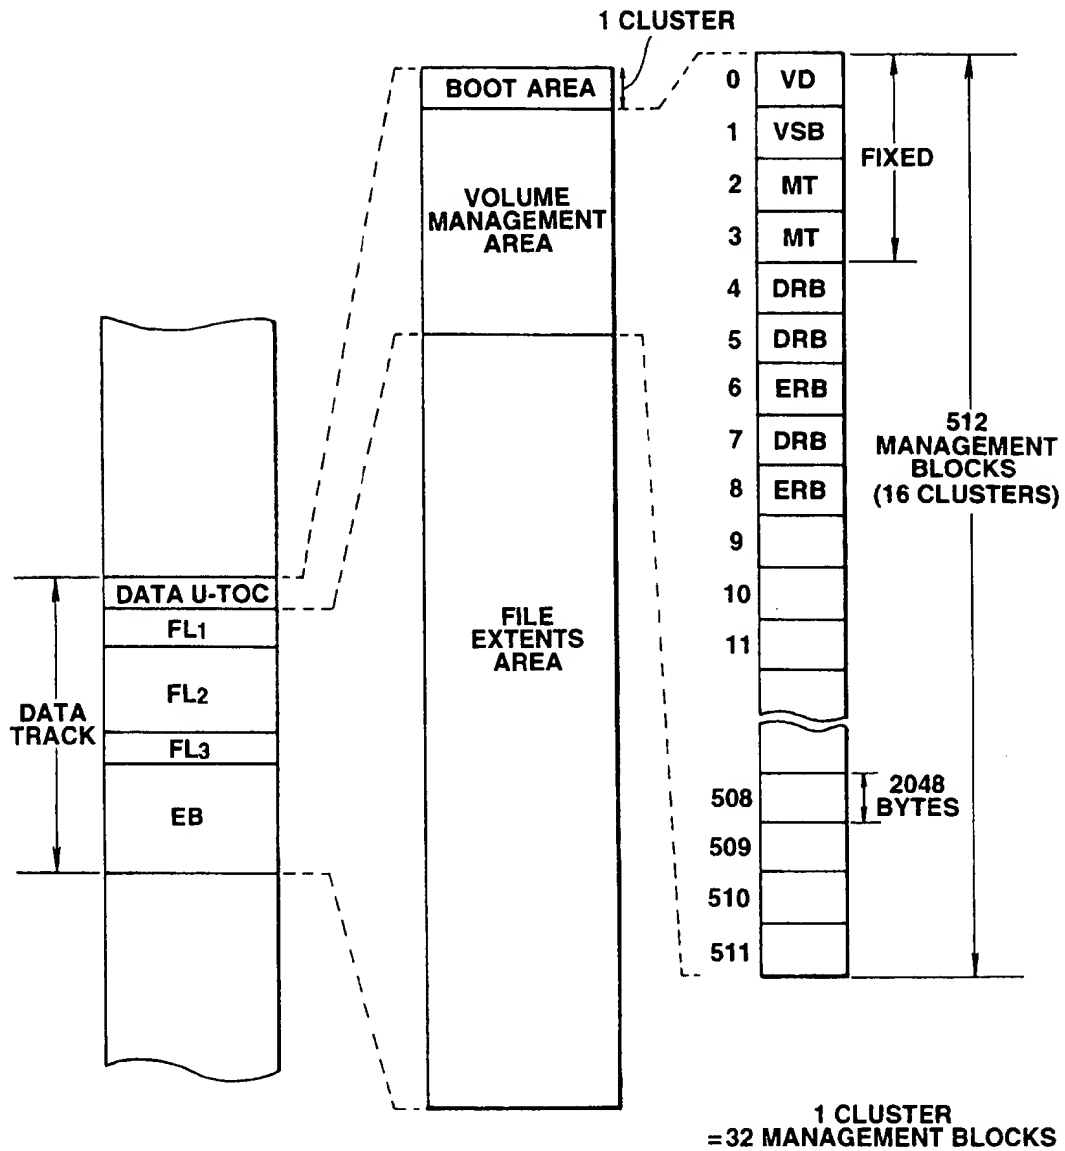 1 CLUSTER
BOOT AREA
VOLUME
MANAGEMENT
AREA
FILE
EXTENTS
AREA
DATA U-TOC
FL1
FL2
FL3
EB
DATA
TRACK
0 VD
1 VSB
2 MT
3 MT
4 DRB
5 DRB
6 ERB
7 DRB
8 ERB
9
10
11
508
509
510
511
FIXED
512
MANAGEMENT
BLOCKS
(16 CLUSTERS)
2048
BYTES
1 CLUSTER
=32 MANAGEMENT BLOCKS